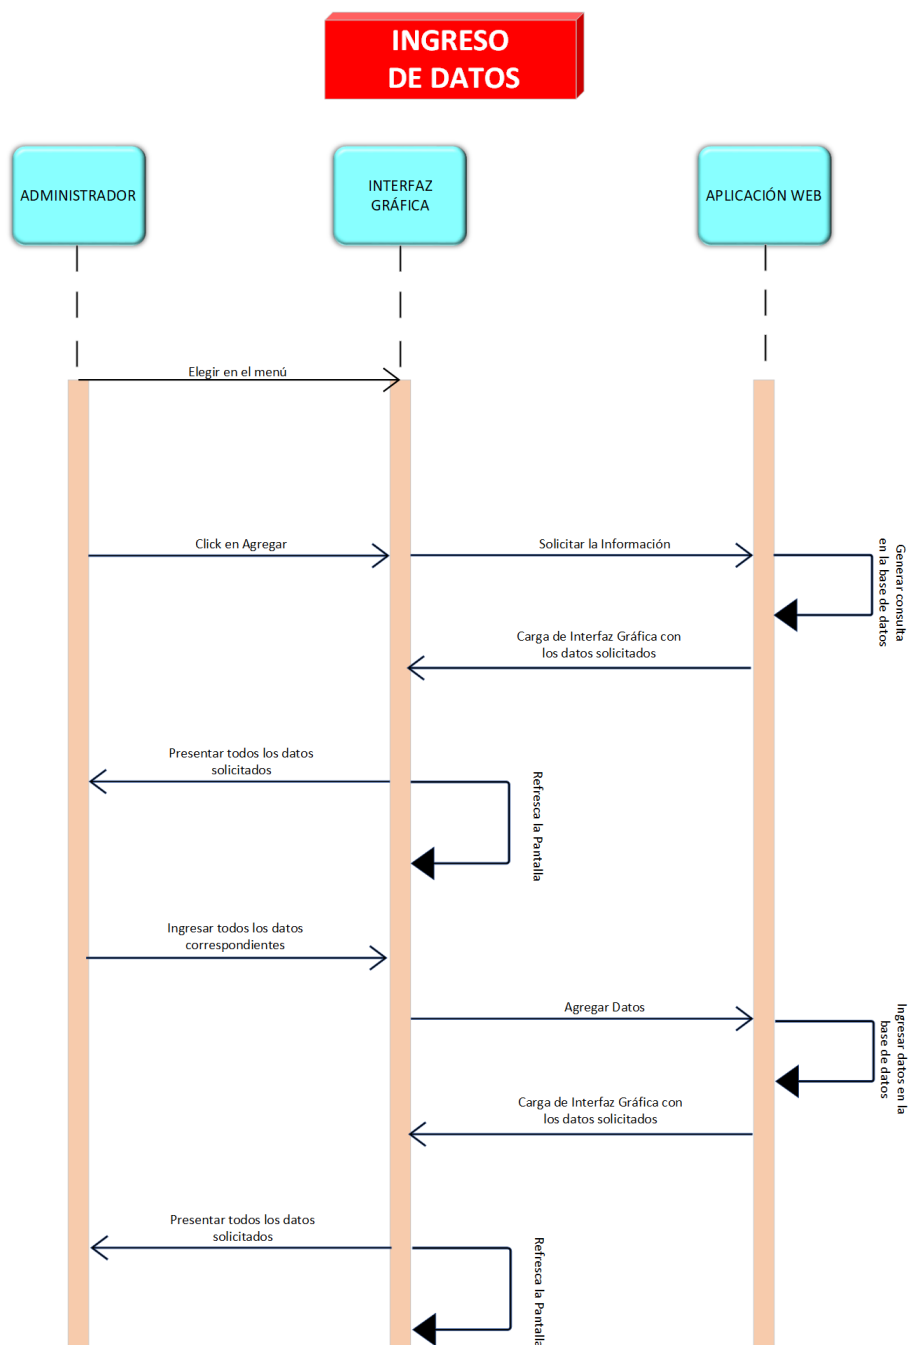 INGRESO
DE DATOS
ADMINISTRADOR
INTERFAZ
GRÁFICA
APLICACIÓN WEB
Elegir en el menú
Click en Agregar
Solicitar la Información
Generar consulta
en la base de datos
Carga de Interfaz Gráfica con
los datos solicitados
Presentar todos los datos
solicitados
Refresca la Pantalla
Ingresar todos los datos
correspondientes
Agregar Datos
Ingresar datos en la
base de datos
Carga de Interfaz Gráfica con
los datos solicitados
Presentar todos los datos
solicitados
Refresca la Pantalla